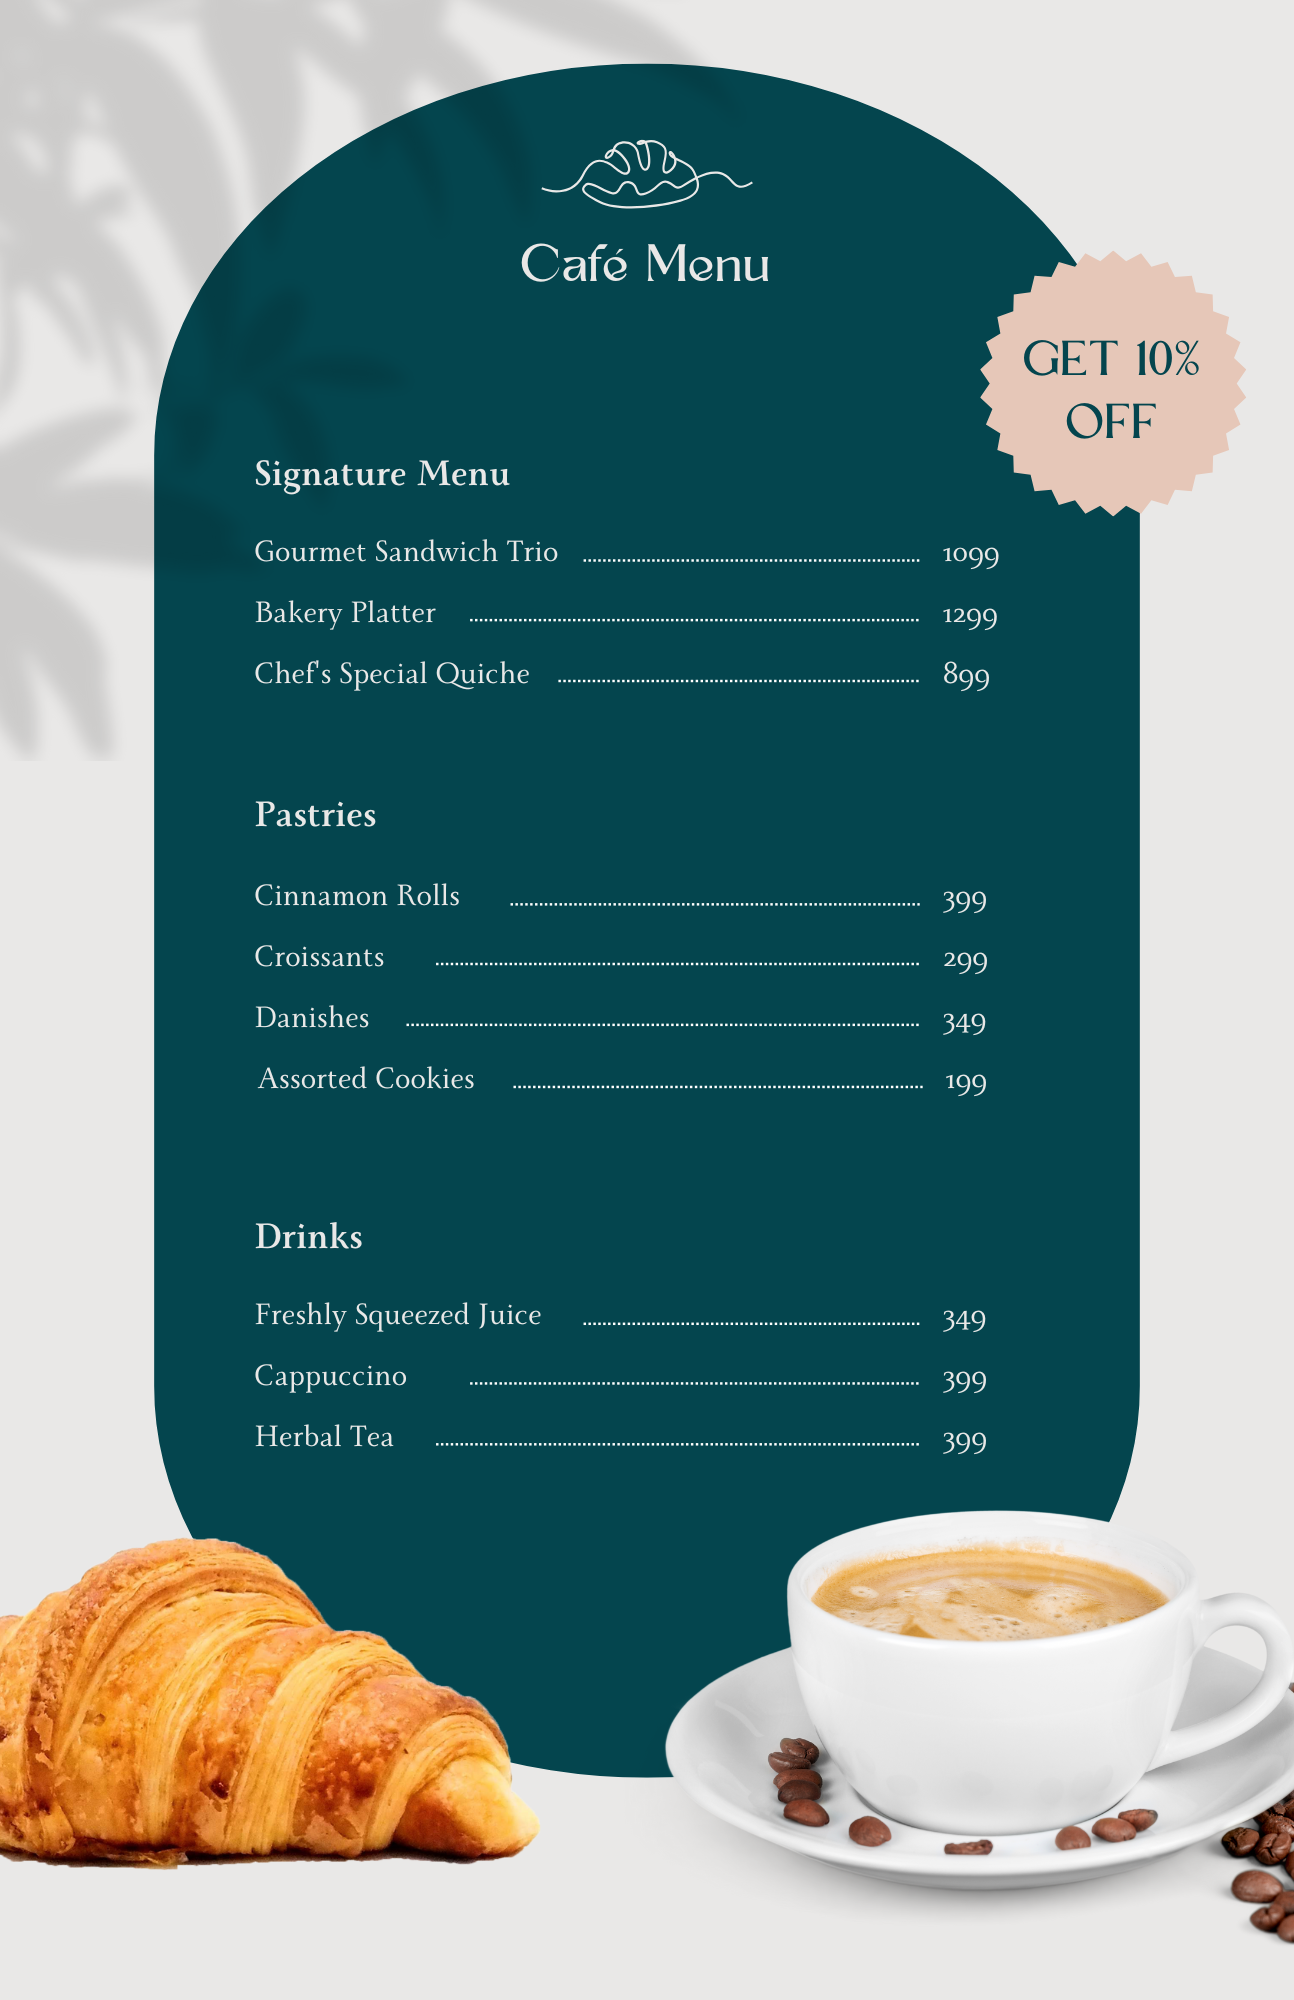 Café Menu
GET 10%
OFF
Signature Menu
Gourmet Sandwich Trio 1099
Bakery Platter 1299
Chef's Special Quiche 899
Pastries
Cinnamon Rolls 399
Croissants 299
Danishes 349
Assorted Cookies 199
Drinks
Freshly Squeezed Juice 349
Cappuccino 399
Herbal Tea 399